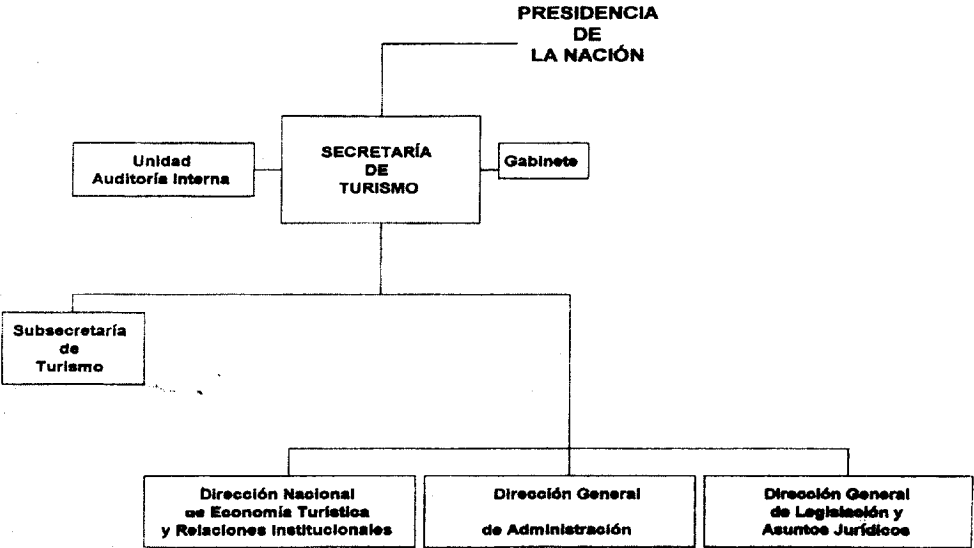 PRESIDENCIA
DE
LA NACIÓN
SECRETARÍA
DE
TURISMO
Unidad
Auditoría Interna
Gabinete
Subsecretaría
de
Turismo
Dirección Nacional
de Economía Turística
y Relaciones Institucionales
Dirección General
de Administración
Dirección General
de Legislación y
Asuntos Jurídicos